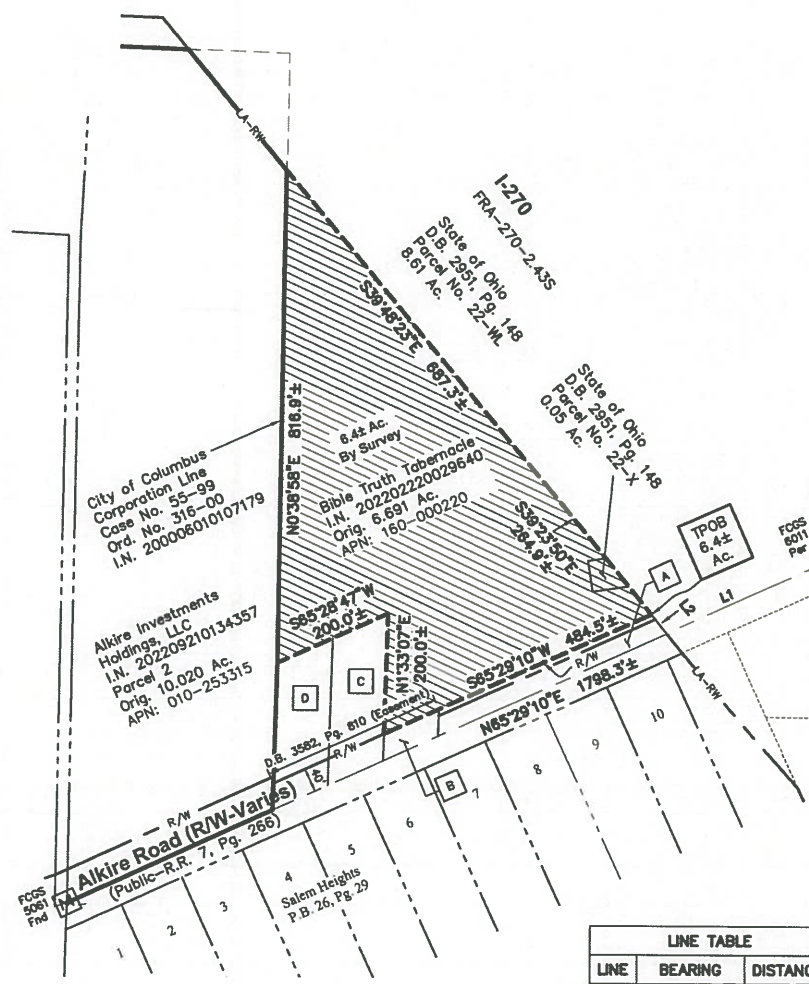 LA-RW
I-270
FRA-270-2.43S
State of Ohio
D.B. 2951, Pg. 148
Parcel No. 22-WL
8.61 Ac.
S39°48'23"E 687.3'±
State of Ohio
D.B. 2951, Pg. 148
Parcel No. 22-X
0.05 Ac.
N0°38'58"E 816.9'±
6.4± Ac.
By Survey
Bible Truth Tabernacle
I.N. 202202220029640
Orig. 6.691 Ac.
APN: 160-000220
City of Columbus
Corporation Line
Case No. 55-99
Ord. No. 316-00
I.N. 200006010107179
S39°23'50"E
264.9'±
TPOB
6.4±
Ac.
FCGS
6011
Per
A
L1
L2
Alkire Investments
Holdings, LLC
I.N. 202209210134357
Parcel 2
Orig. 10.020 Ac.
APN: 010-253315
S65°28'47"W
200.0'±
N1°33'07"E
200.0'±
D
C
S65°29'10"W 484.5'±
R/W
N65°29'10"E 1798.3'±
LA-RW
D.B. 3582, Pg. 610 (Easement)
R/W
40'
B
R/W
Alkire Road (R/W-Varies)
(Public-R.R. 7, Pg. 266)
FCGS
5061
Fnd
1
2
3
4
5
6
7
8
9
10
Salem Heights
P.B. 26, Pg. 29
LINE TABLE
LINE BEARING DISTANC